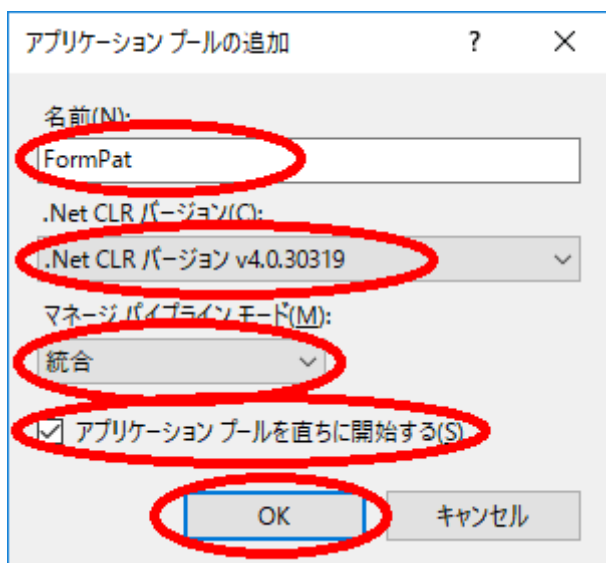 アプリケーション プールの追加 ? ×
名前(N):
FormPat
.Net CLR バージョン(C):
.Net CLR バージョン v4.0.30319
マネージ パイプライン モード(M):
統合
アプリケーション プールを直ちに開始する(S)
OK キャンセル